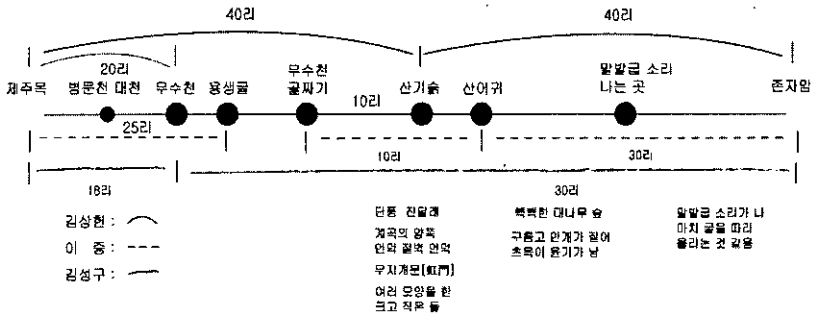 40리
40리
20리
제주목
병문천 대천
무수천
용생굴
무수천
골짜기
10리
산기슭
산어귀
말발굽 소리
나는 곳
존자암
25리
10리
30리
18리
30리
김상헌 :
이 중 :
김성구 :
단풍 진달래
계곡의 양쪽
언덕 절벽 언덕
무지개문(虹門)
여러 모양을 한
크고 작은 돌
빽빽한 대나무 숲
구름고 안개가 짙어
초목이 윤기가 남
말발굽 소리가 나
마치 굴을 따라
울리는 것 같음